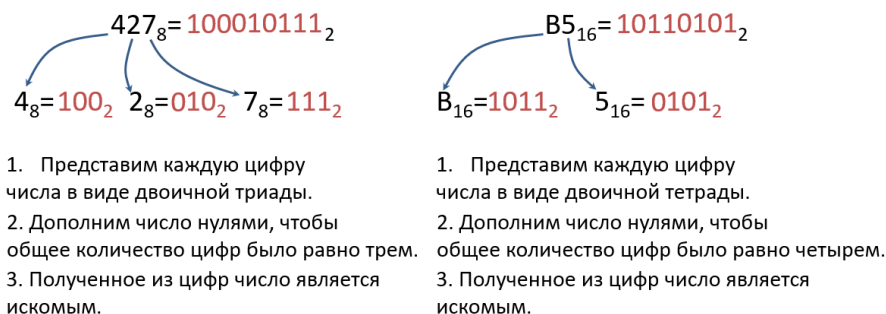 427₈= 100010111₂
4₈=100₂ 2₈=010₂ 7₈=111₂
1. Представим каждую цифру
числа в виде двоичной триады.
2. Дополним число нулями, чтобы
общее количество цифр было равно трем.
3. Полученное из цифр число является
искомым.
B5₁₆= 10110101₂
B₁₆=1011₂ 5₁₆= 0101₂
1. Представим каждую цифру
числа в виде двоичной тетрады.
2. Дополним число нулями, чтобы
общее количество цифр было равно четырем.
3. Полученное из цифр число является
искомым.